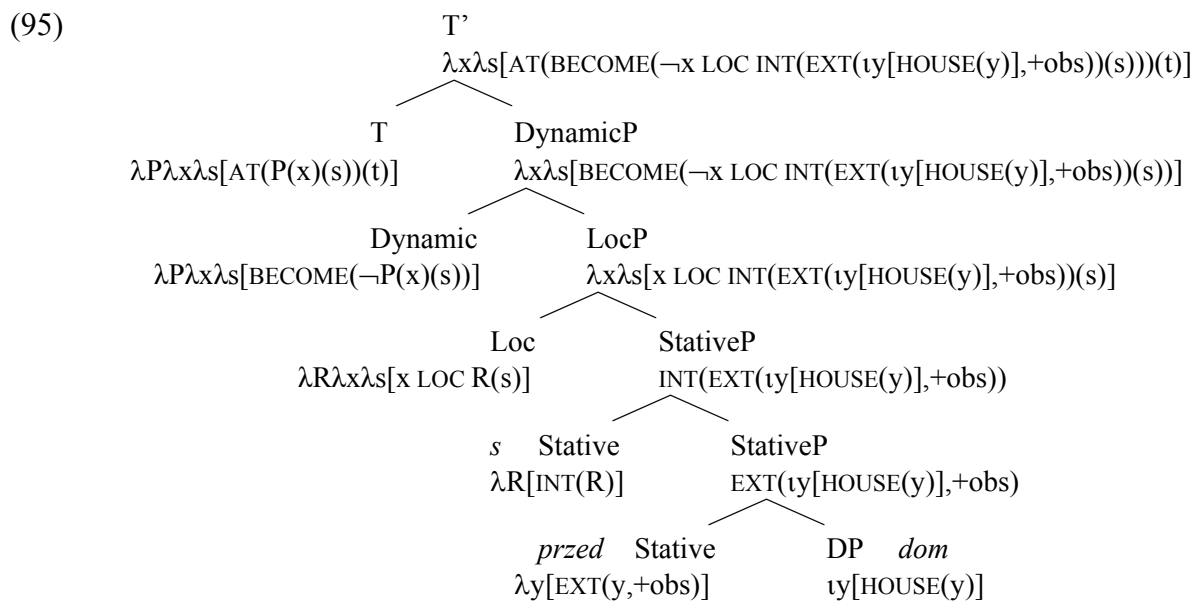 (95) T’
λxλs[AT(BECOME(¬x LOC INT(EXT(ιy[HOUSE(y)],+obs))(s)))(t)]
T DynamicP
λPλxλs[AT(P(x)(s))(t)] λxλs[BECOME(¬x LOC INT(EXT(ιy[HOUSE(y)],+obs))(s))]
Dynamic LocP
λPλxλs[BECOME(¬P(x)(s))] λxλs[x LOC INT(EXT(ιy[HOUSE(y)],+obs))(s)]
Loc StativeP
λRλxλs[x LOC R(s)] INT(EXT(ιy[HOUSE(y)],+obs))
s Stative StativeP
λR[INT(R)] EXT(ιy[HOUSE(y)],+obs)
przed Stative DP dom
λy[EXT(y,+obs)] ιy[HOUSE(y)]